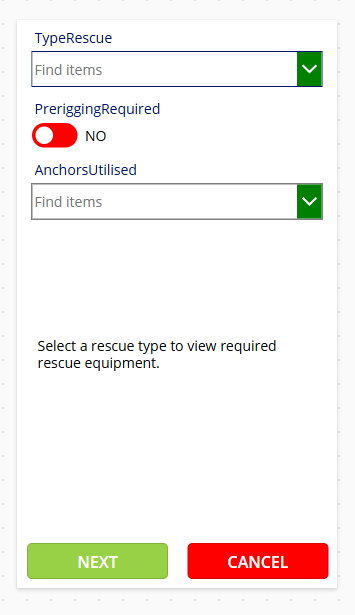 TypeRescue
Find items
PreriggingRequired
NO
AnchorsUtilised
Find items
Select a rescue type to view required
rescue equipment.
NEXT
CANCEL